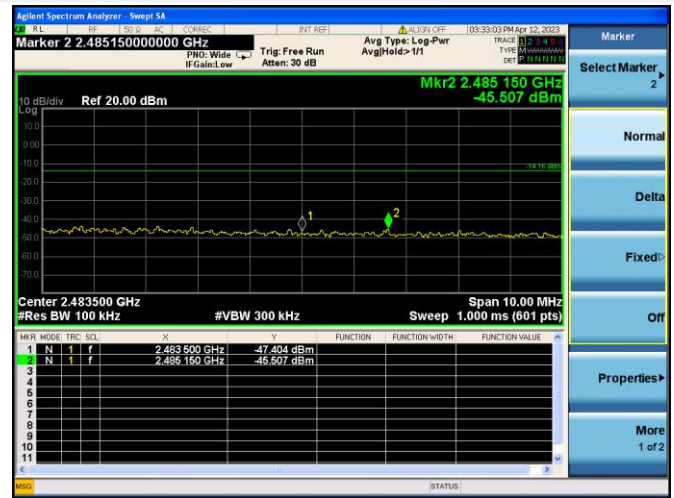 Agilent Spectrum Analyzer - Swept SA
RL RF 50 Ω AC CORREC INT REF ALIGN OFF 03:33:03 PM Apr 12, 2023
Marker 2 2.485150000000 GHz
PNO: Wide Trig: Free Run Avg Type: Log-Pwr TRACE 1 2 3 4 5 6
IFGain:Low Atten: 30 dB Avg|Hold>1/1 TYPE
DET P N N N N N
Mkr2 2.485 150 GHz
-45.507 dBm
10 dB/div Ref 20.00 dBm
Log
10.0
0.00
-10.0
-14.16 dBm
-20.0
-30.0
-40.0
1 2
-50.0
-60.0
-70.0
Center 2.483500 GHz Span 10.00 MHz
#Res BW 100 kHz #VBW 300 kHz Sweep 1.000 ms (601 pts)
MKR MODE TRC SCL X Y FUNCTION FUNCTION WIDTH FUNCTION VALUE
1 N 1 f 2.483 500 GHz -47.404 dBm
2 N 1 f 2.485 150 GHz -45.507 dBm
3
4
5
6
7
8
9
10
11
MSG STATUS
Marker
Select Marker
2
Normal
Delta
Fixed
Off
Properties
More
1 of 2